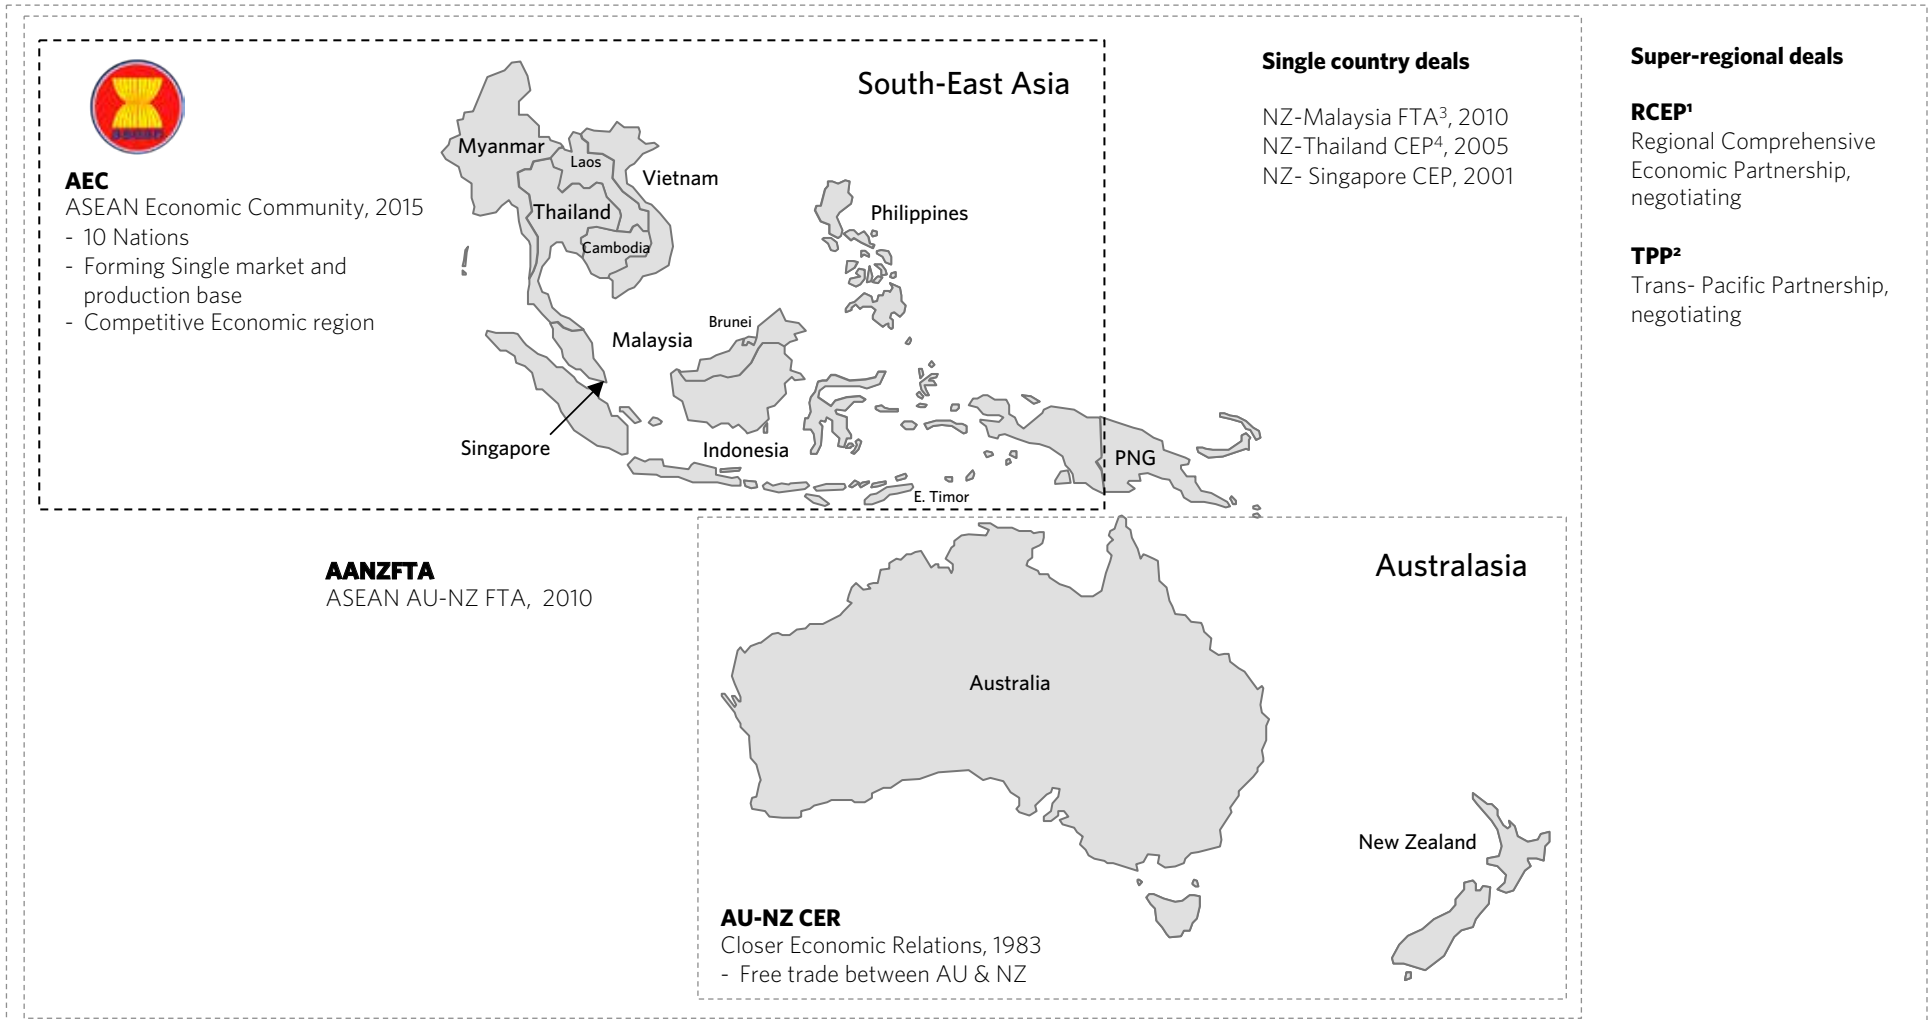 South-East Asia
AEC
ASEAN Economic Community, 2015
- 10 Nations
- Forming Single market and
production base
- Competitive Economic region
Myanmar
Laos
Vietnam
Thailand
Cambodia
Philippines
Brunei
Malaysia
Singapore
Indonesia
E. Timor
PNG
Single country deals
NZ-Malaysia FTA³, 2010
NZ-Thailand CEP⁴, 2005
NZ- Singapore CEP, 2001
Super-regional deals
RCEP¹
Regional Comprehensive
Economic Partnership,
negotiating
TPP²
Trans- Pacific Partnership,
negotiating
AANZFTA
ASEAN AU-NZ FTA, 2010
Australasia
Australia
New Zealand
AU-NZ CER
Closer Economic Relations, 1983
- Free trade between AU & NZ